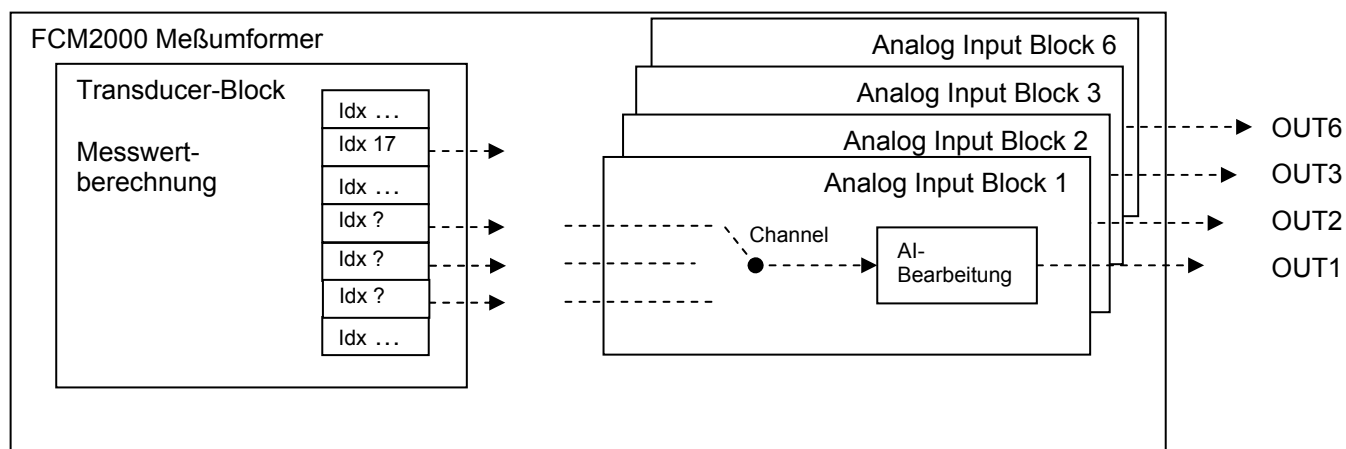 FCM2000 Meßumformer
Transducer-Block
Messwert-
berechnung
Idx …
Idx 17
Idx …
Idx ?
Idx ?
Idx ?
Idx …
Analog Input Block 6
Analog Input Block 3
Analog Input Block 2
Analog Input Block 1
Channel
AI-
Bearbeitung
OUT6
OUT3
OUT2
OUT1